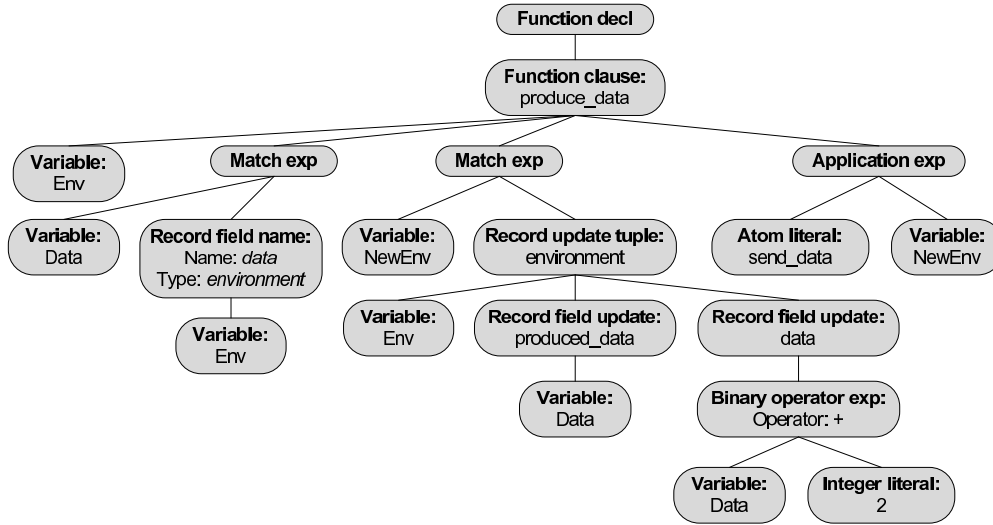 Function decl
Function clause:
produce_data
Variable:
Env
Match exp
Match exp
Application exp
Variable:
Data
Record field name:
Name: data
Type: environment
Variable:
NewEnv
Record update tuple:
environment
Atom literal:
send_data
Variable:
NewEnv
Variable:
Env
Variable:
Env
Record field update:
produced_data
Record field update:
data
Variable:
Data
Binary operator exp:
Operator: +
Variable:
Data
Integer literal:
2